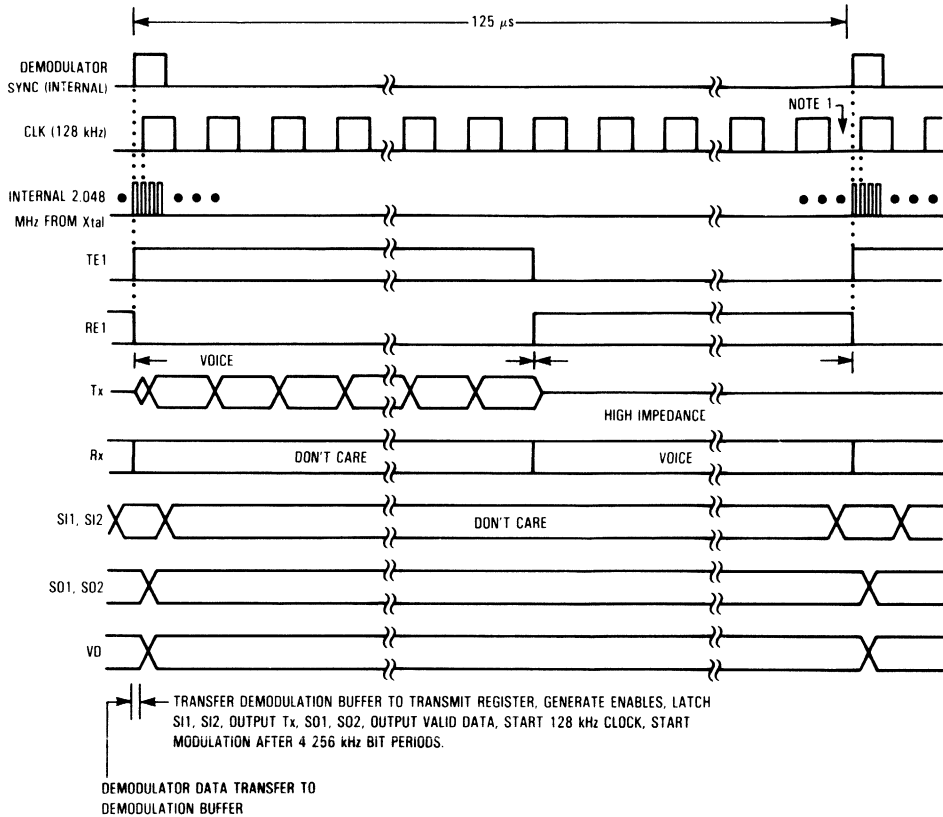 125 μs
DEMODULATOR
SYNC (INTERNAL)
NOTE 1
CLK (128 kHz)
INTERNAL 2.048
MHz FROM Xtal
TE1
RE1
VOICE
Tx
HIGH IMPEDANCE
Rx
DON'T CARE
VOICE
SI1, SI2
DON'T CARE
SO1, SO2
VD
TRANSFER DEMODULATION BUFFER TO TRANSMIT REGISTER, GENERATE ENABLES, LATCH
SI1, SI2, OUTPUT Tx, SO1, SO2, OUTPUT VALID DATA, START 128 kHz CLOCK, START
MODULATION AFTER 4 256 kHz BIT PERIODS.
DEMODULATOR DATA TRANSFER TO
DEMODULATION BUFFER